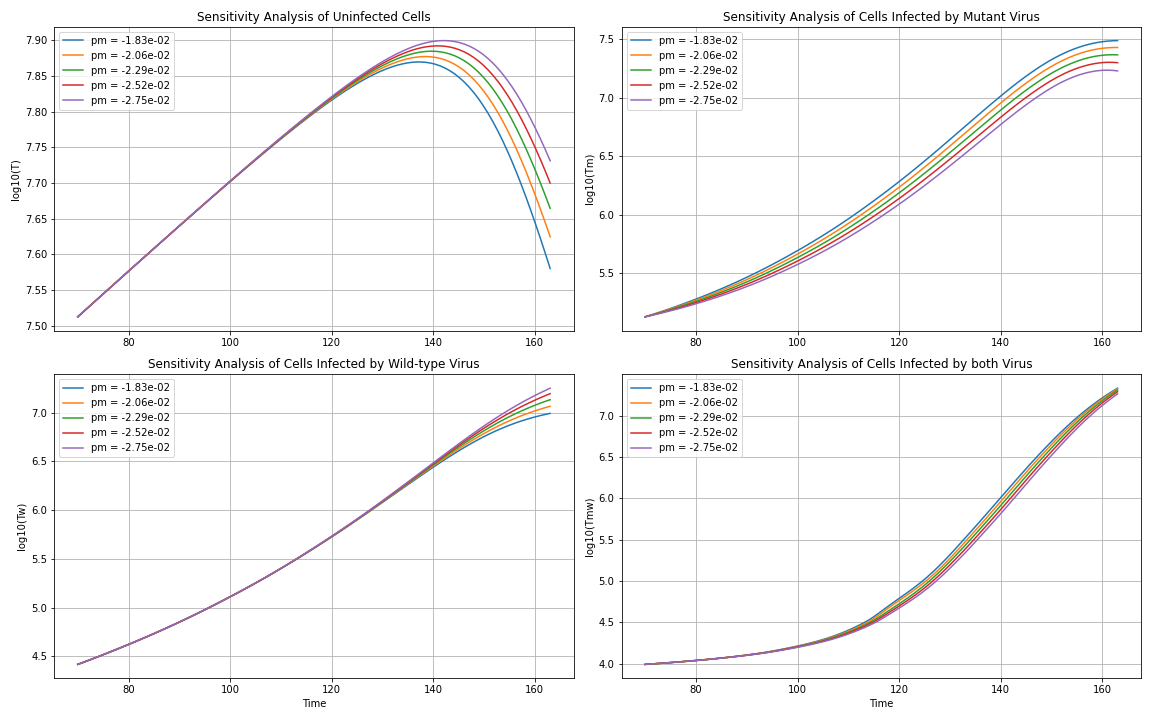 Sensitivity Analysis of Uninfected Cells
log10(T)
7.90
7.85
7.80
7.75
7.70
7.65
7.60
7.55
7.50
pm = -1.83e-02
pm = -2.06e-02
pm = -2.29e-02
pm = -2.52e-02
pm = -2.75e-02
80 100 120 140 160
Sensitivity Analysis of Cells Infected by Mutant Virus
log10(Tm)
7.5
7.0
6.5
6.0
5.5
pm = -1.83e-02
pm = -2.06e-02
pm = -2.29e-02
pm = -2.52e-02
pm = -2.75e-02
80 100 120 140 160
Sensitivity Analysis of Cells Infected by Wild-type Virus
log10(Tw)
7.0
6.5
6.0
5.5
5.0
4.5
pm = -1.83e-02
pm = -2.06e-02
pm = -2.29e-02
pm = -2.52e-02
pm = -2.75e-02
80 100 120 140 160
Time
Sensitivity Analysis of Cells Infected by both Virus
log10(Tmw)
7.0
6.5
6.0
5.5
5.0
4.5
4.0
pm = -1.83e-02
pm = -2.06e-02
pm = -2.29e-02
pm = -2.52e-02
pm = -2.75e-02
80 100 120 140 160
Time